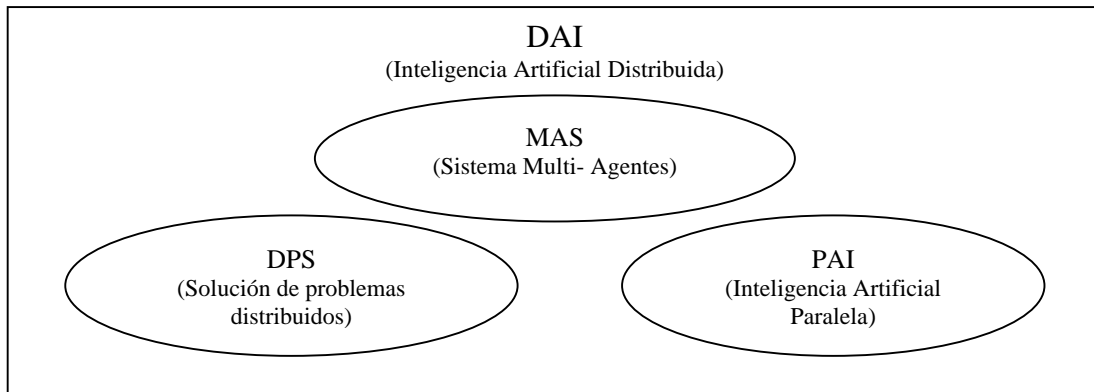 DAI
(Inteligencia Artificial Distribuida)
MAS
(Sistema Multi- Agentes)
DPS
(Solución de problemas
distribuidos)
PAI
(Inteligencia Artificial
Paralela)